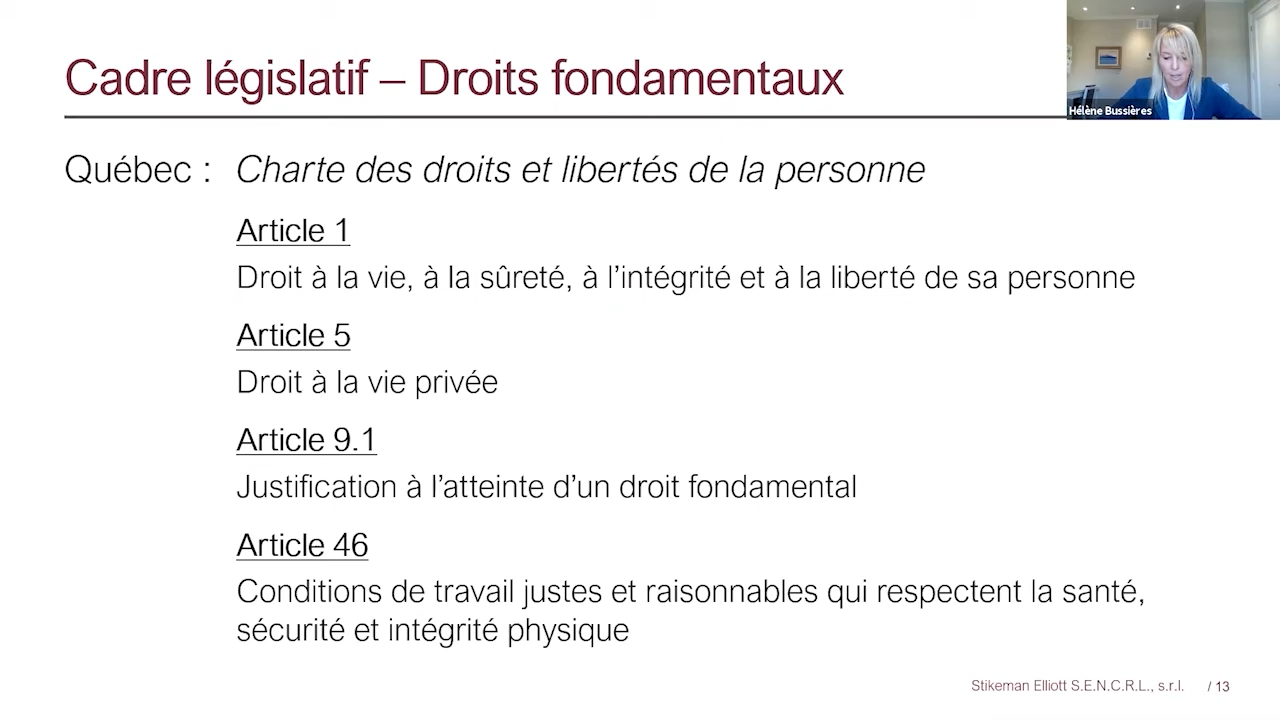 Cadre législatif – Droits fondamentaux
Hélène Bussières
Québec : Charte des droits et libertés de la personne
Article 1
Droit à la vie, à la sûreté, à l’intégrité et à la liberté de sa personne
Article 5
Droit à la vie privée
Article 9.1
Justification à l’atteinte d’un droit fondamental
Article 46
Conditions de travail justes et raisonnables qui respectent la santé,
sécurité et intégrité physique
Stikeman Elliott S.E.N.C.R.L., s.r.l. / 13